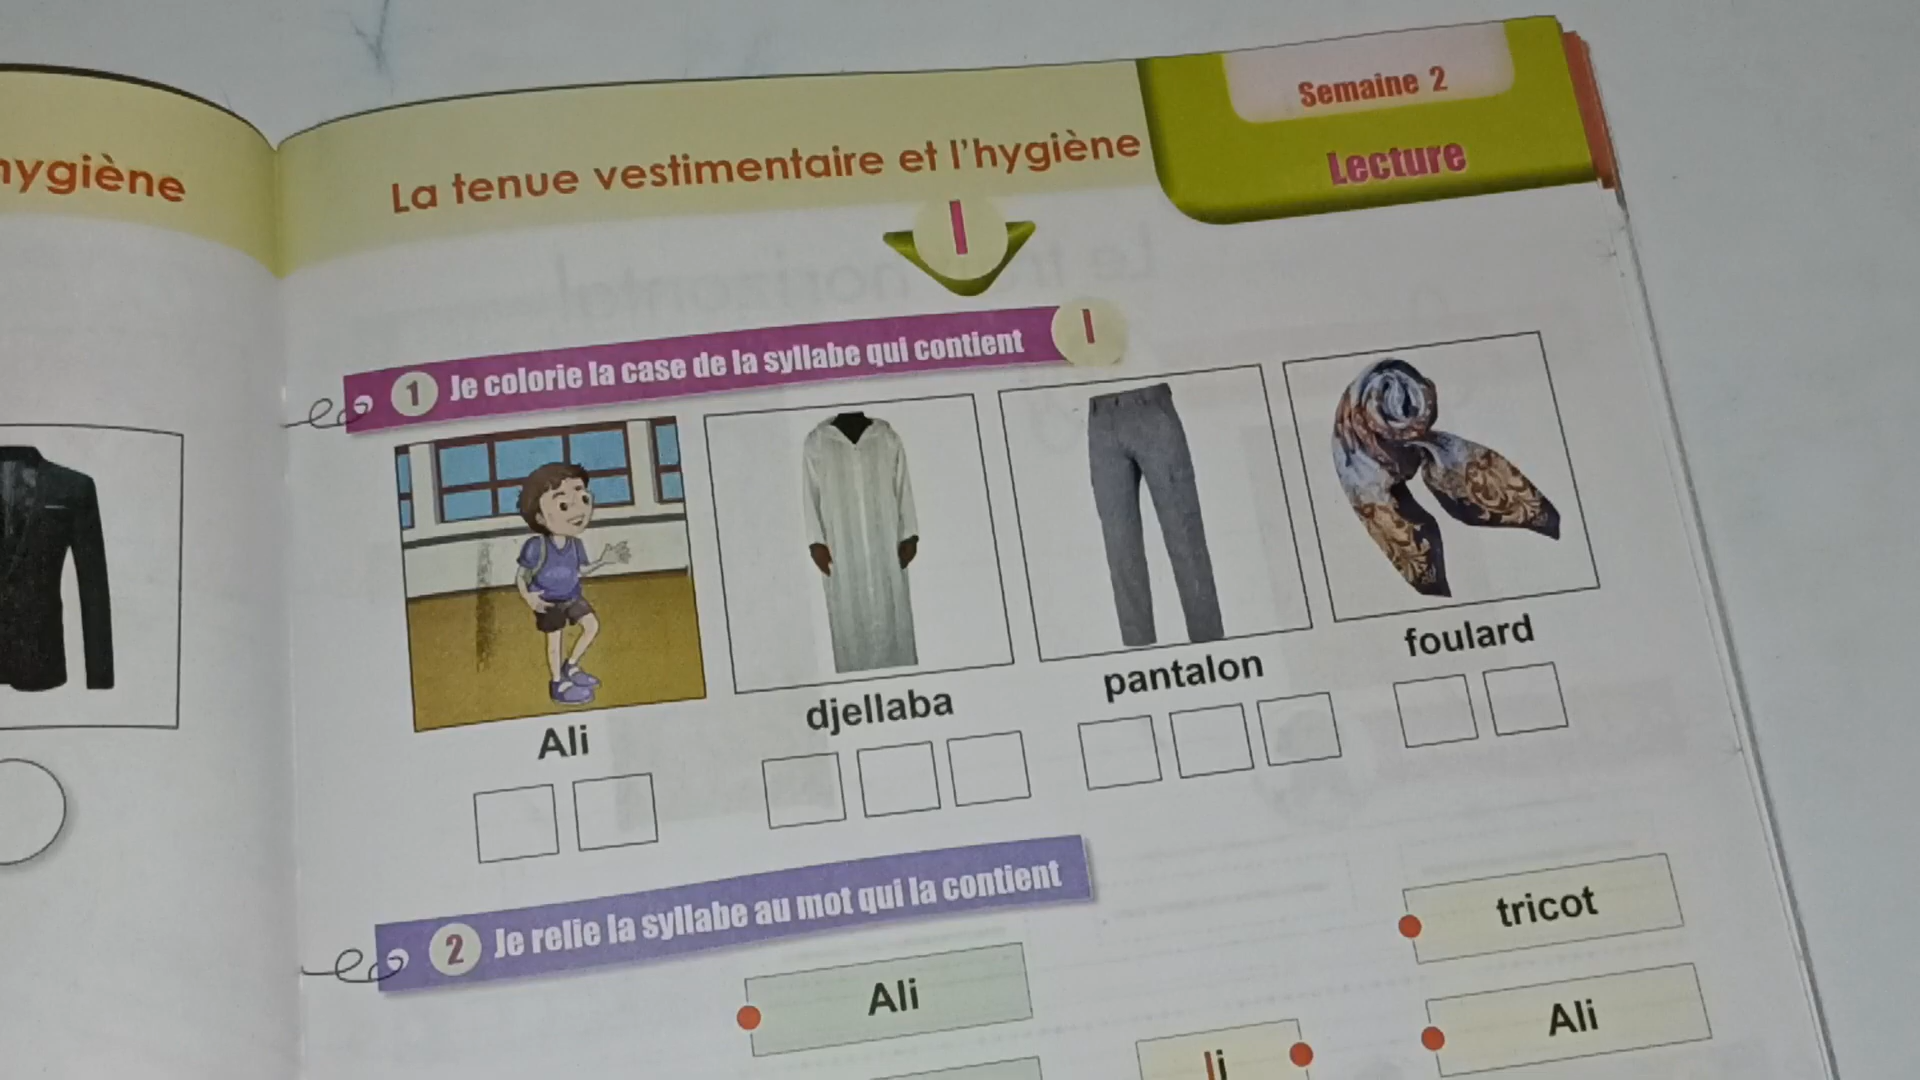 ygiène
Semaine 2
Lecture
La tenue vestimentaire et l'hygiène
l
1 Je colorie la case de la syllabe qui contient l
Ali
djellaba
pantalon
foulard
2 Je relie la syllabe au mot qui la contient
tricot
Ali
Ali
li